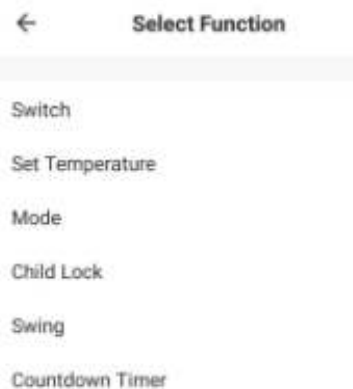 Select Function
Switch
Set Temperature
Mode
Child Lock
Swing
Countdown Timer